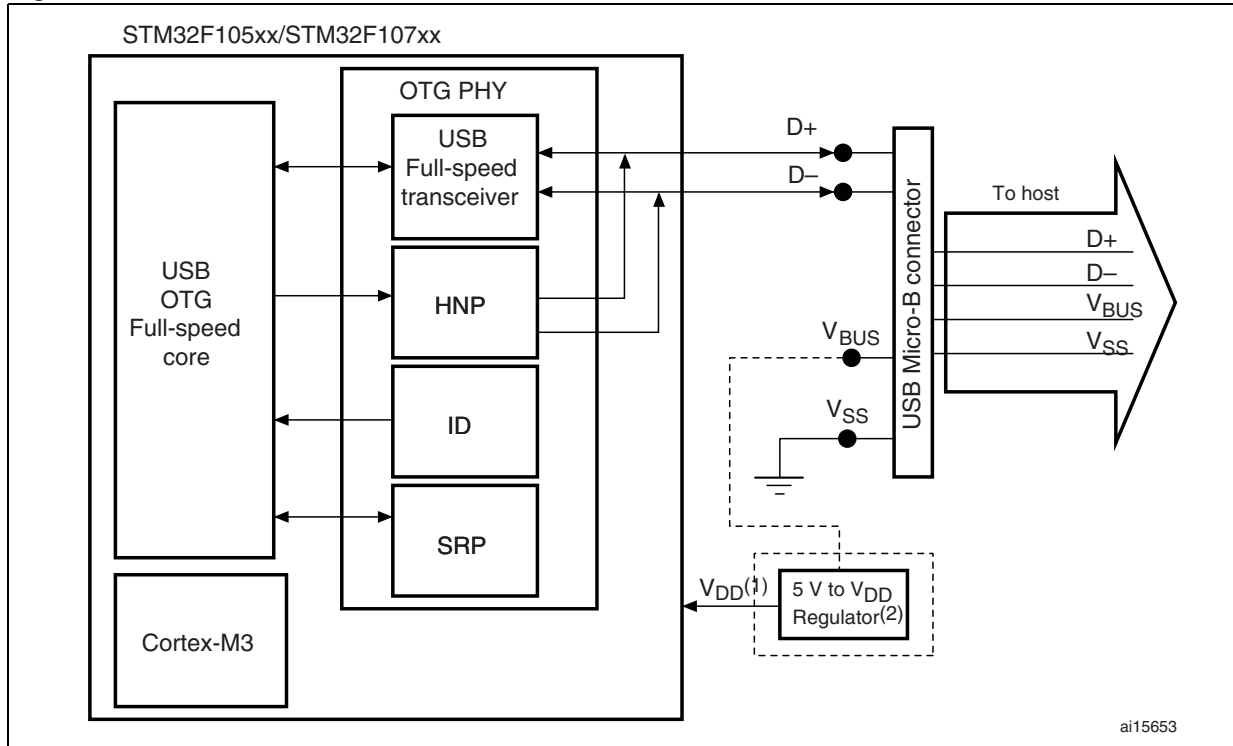 STM32F105xx/STM32F107xx
OTG PHY
USB
Full-speed
transceiver
HNP
ID
SRP
USB
OTG
Full-speed
core
Cortex-M3
D+
D–
VBUS
VSS
USB Micro-B connector
To host
D+
D–
VBUS
VSS
VDD(1)
5 V to VDD
Regulator(2)
ai15653